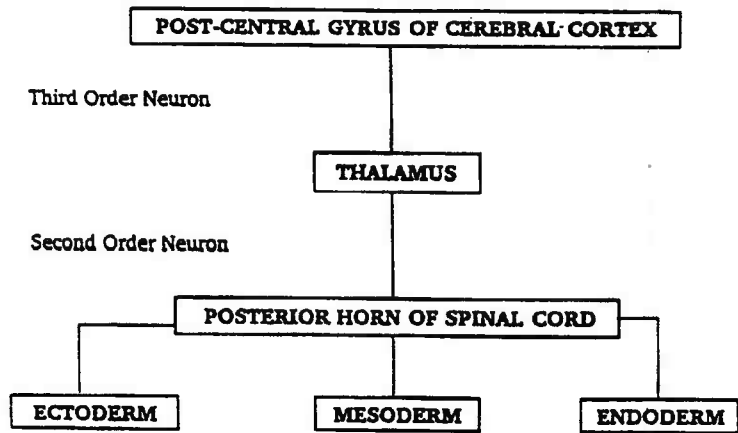 POST-CENTRAL GYRUS OF CEREBRAL CORTEX
Third Order Neuron
THALAMUS
Second Order Neuron
POSTERIOR HORN OF SPINAL CORD
ECTODERM MESODERM ENDODERM